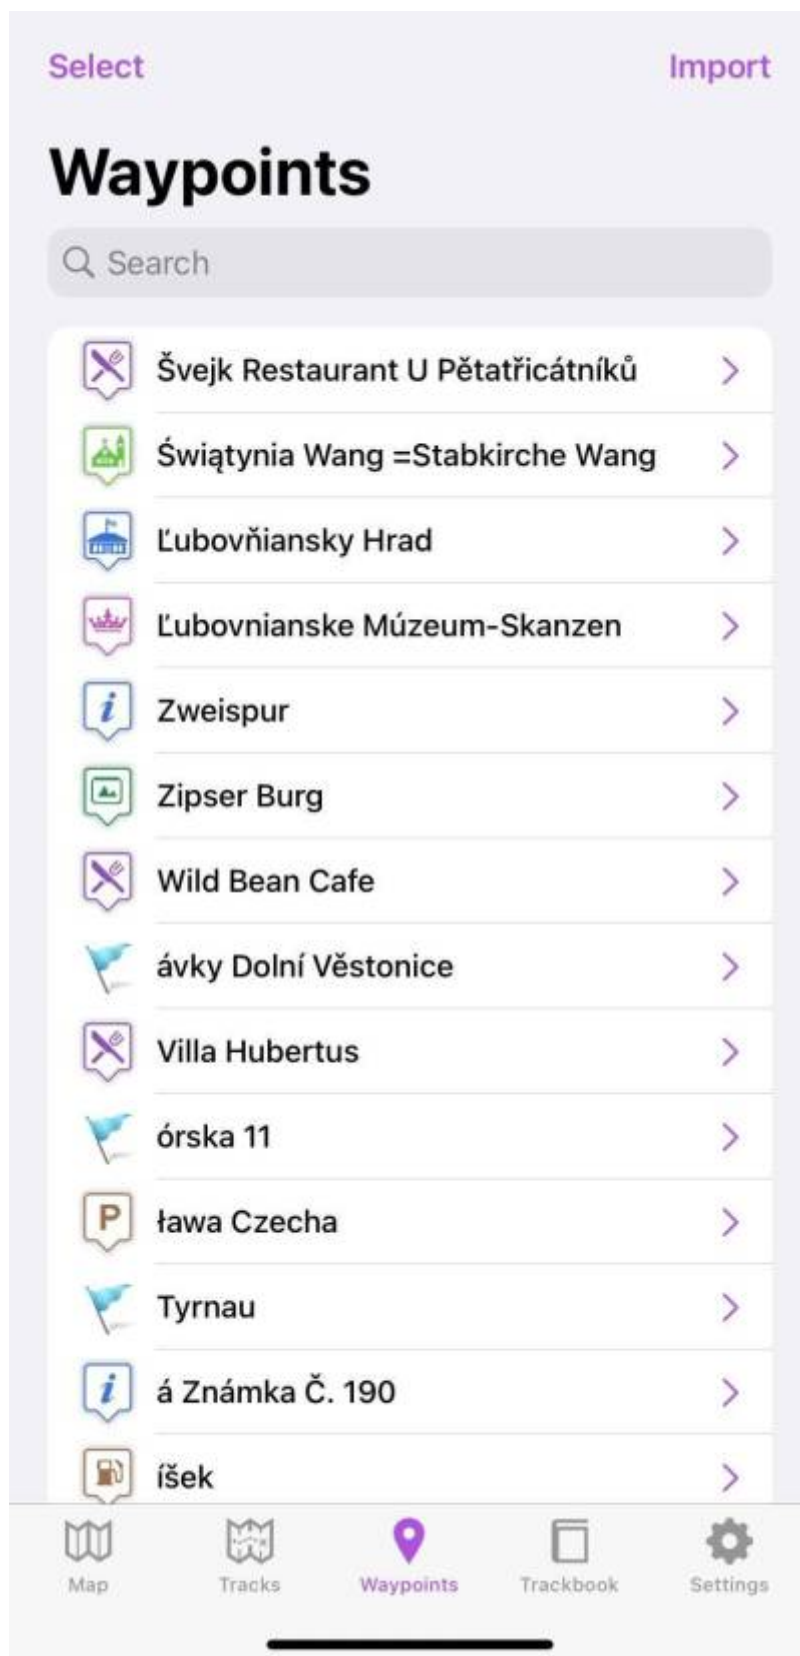 Select
Import
Waypoints
Search
Švejk Restaurant U Pětatřicátníků
Świątynia Wang =Stabkirche Wang
Ľubovňiansky Hrad
Ľubovnianske Múzeum-Skanzen
Zweispur
Zipser Burg
Wild Bean Cafe
ávky Dolní Věstonice
Villa Hubertus
órska 11
P
ława Czecha
Tyrnau
á Známka Č. 190
íšek
Map
Tracks
Waypoints
Trackbook
Settings